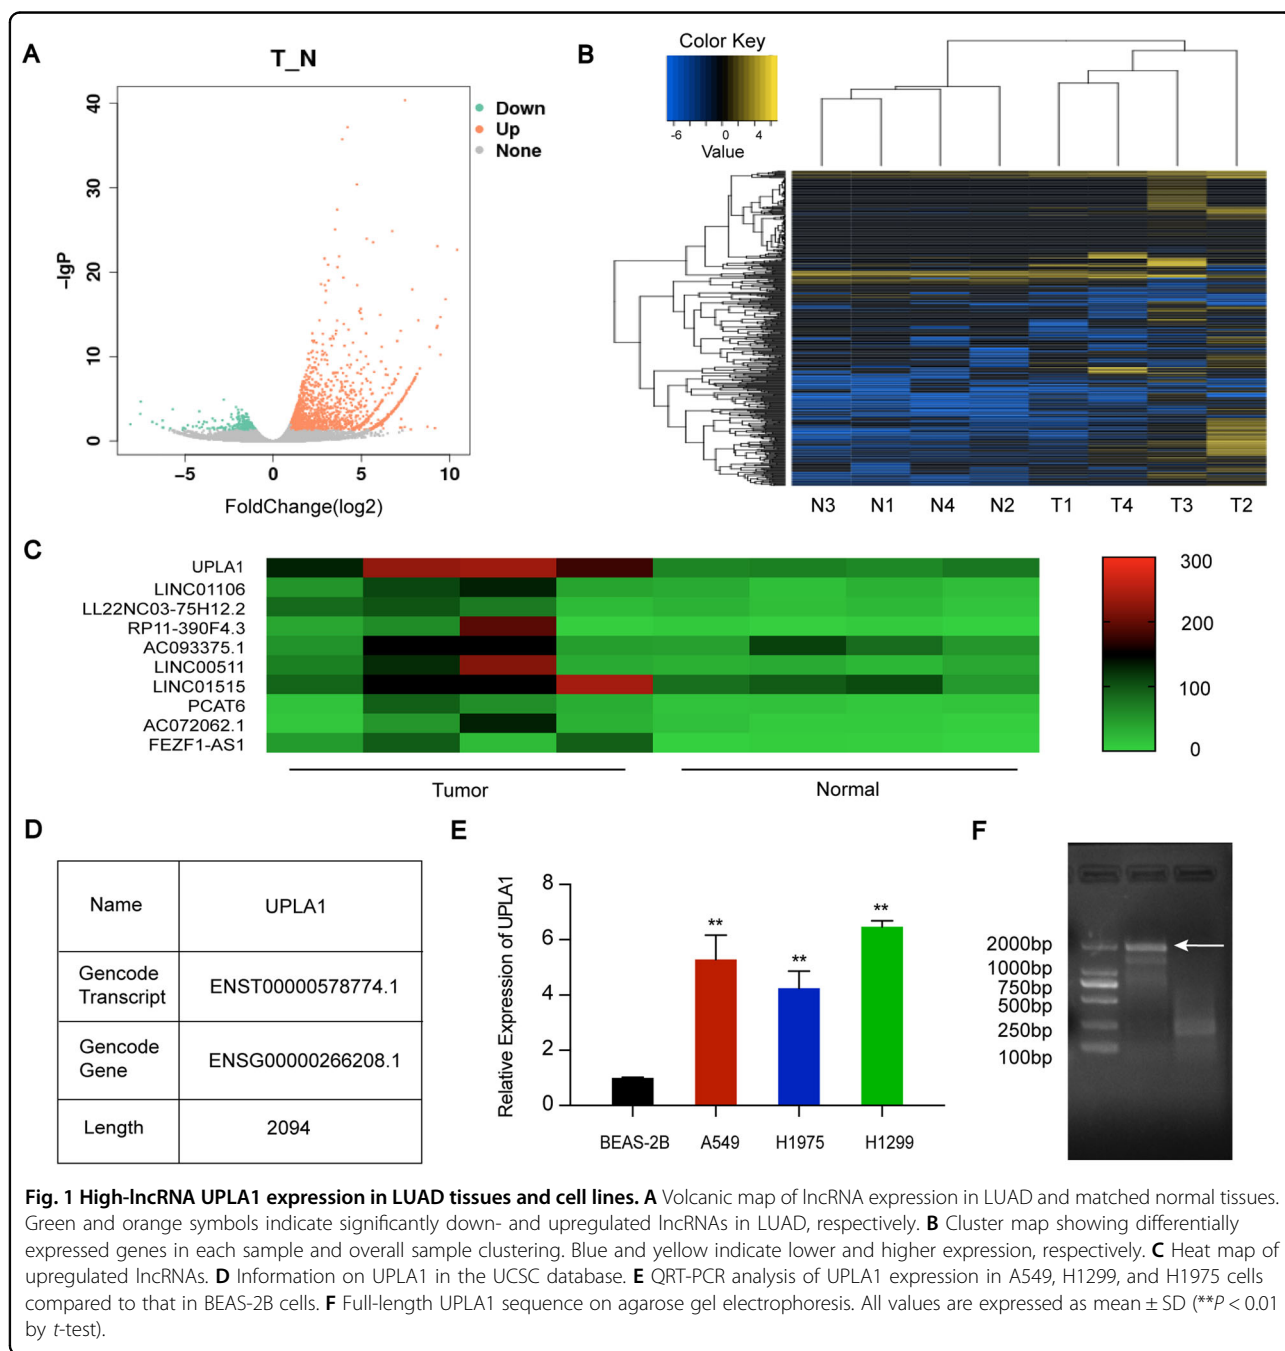 A
T_N
Down
Up
None
40
30
20
10
0
−lgP
−5
0
5
10
FoldChange(log2)
B
Color Key
-6
0
4
Value
N3
N1
N4
N2
T1
T4
T3
T2
C
UPLA1
LINC01106
LL22NC03-75H12.2
RP11-390F4.3
AC093375.1
LINC00511
LINC01515
PCAT6
AC072062.1
FEZF1-AS1
Tumor
Normal
300
200
100
0
D
Name
UPLA1
Gencode
Transcript
ENST00000578774.1
Gencode
Gene
ENSG00000266208.1
Length
2094
E
Relative Expression of UPLA1
8
6
4
2
0
**
**
**
BEAS-2B
A549
H1975
H1299
F
2000bp
1000bp
750bp
500bp
250bp
100bp
Fig. 1 High-lncRNA UPLA1 expression in LUAD tissues and cell lines. A Volcanic map of lncRNA expression in LUAD and matched normal tissues.
Green and orange symbols indicate significantly down- and upregulated lncRNAs in LUAD, respectively. B Cluster map showing differentially
expressed genes in each sample and overall sample clustering. Blue and yellow indicate lower and higher expression, respectively. C Heat map of
upregulated lncRNAs. D Information on UPLA1 in the UCSC database. E QRT-PCR analysis of UPLA1 expression in A549, H1299, and H1975 cells
compared to that in BEAS-2B cells. F Full-length UPLA1 sequence on agarose gel electrophoresis. All values are expressed as mean ± SD (**P < 0.01
by t-test).